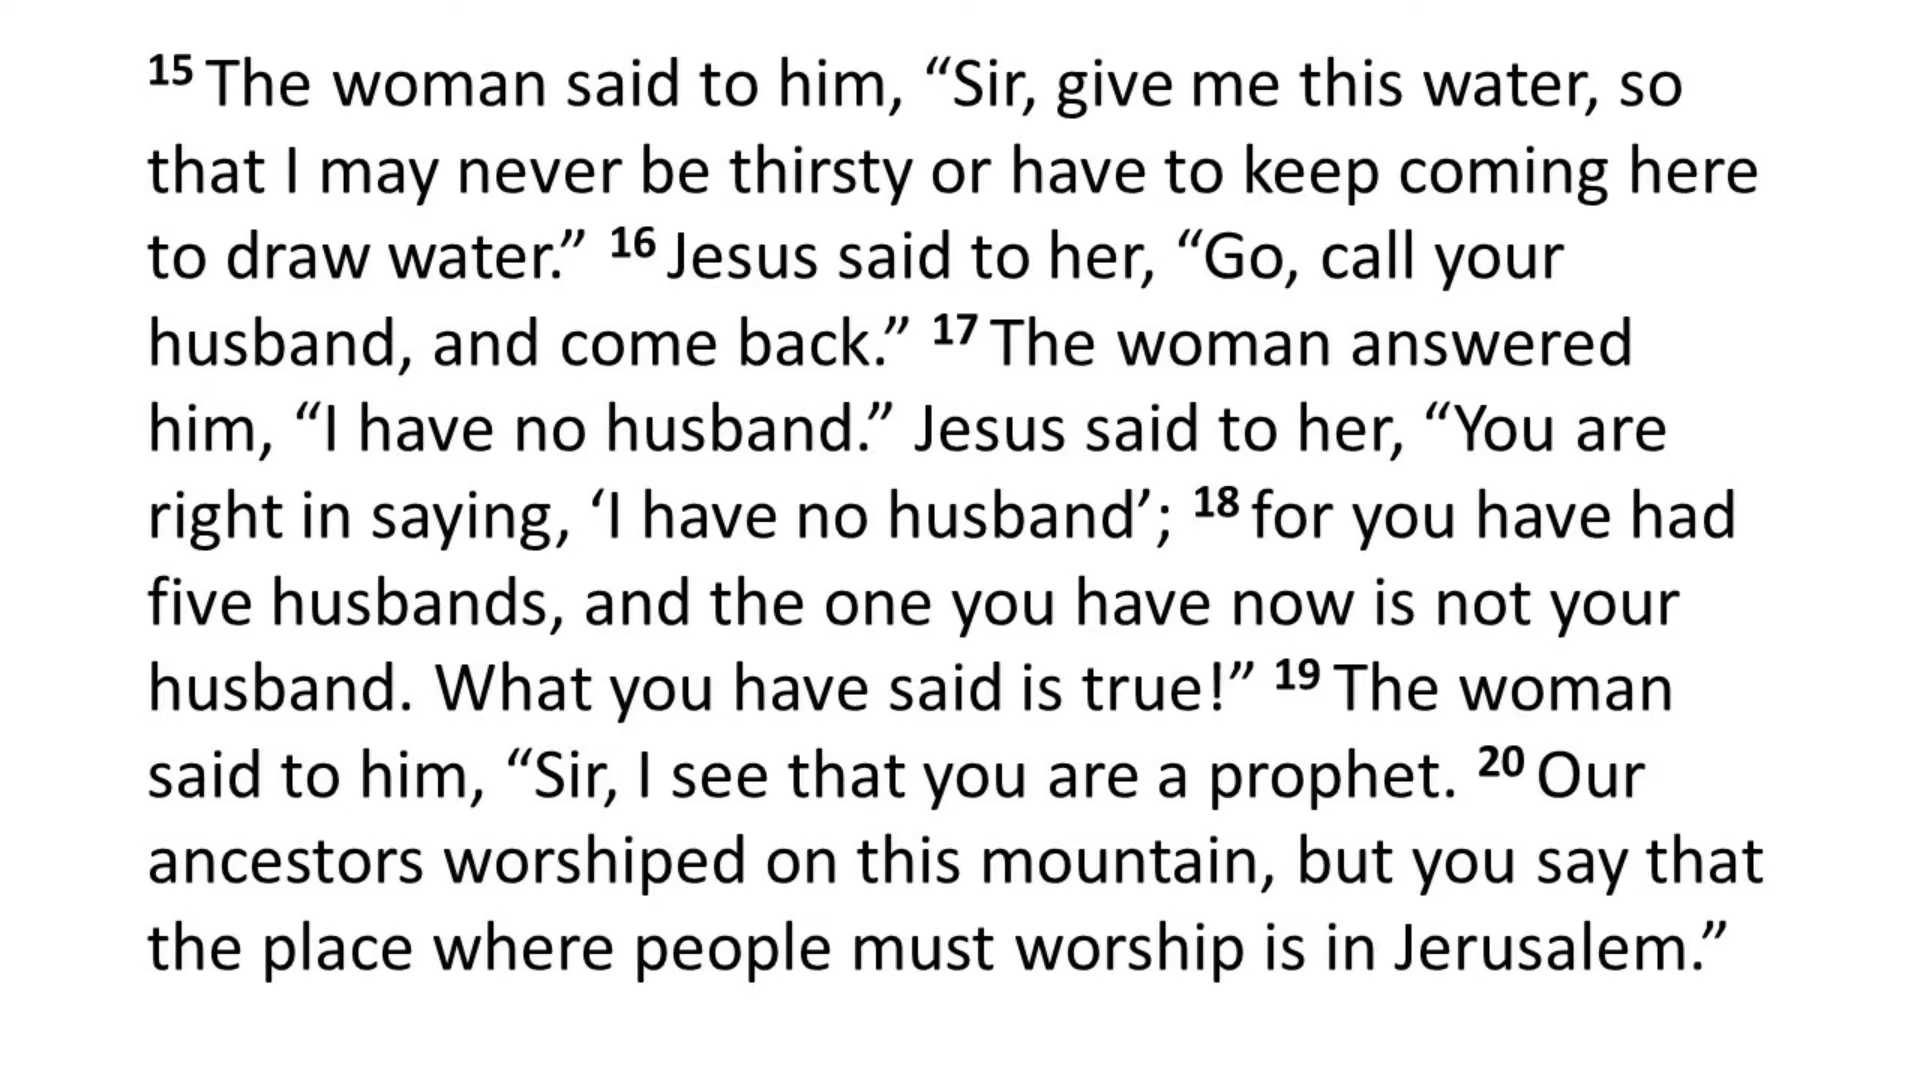 15 The woman said to him, “Sir, give me this water, so
that I may never be thirsty or have to keep coming here
to draw water.” 16 Jesus said to her, “Go, call your
husband, and come back.” 17 The woman answered
him, “I have no husband.” Jesus said to her, “You are
right in saying, ‘I have no husband’; 18 for you have had
five husbands, and the one you have now is not your
husband. What you have said is true!” 19 The woman
said to him, “Sir, I see that you are a prophet. 20 Our
ancestors worshiped on this mountain, but you say that
the place where people must worship is in Jerusalem.”